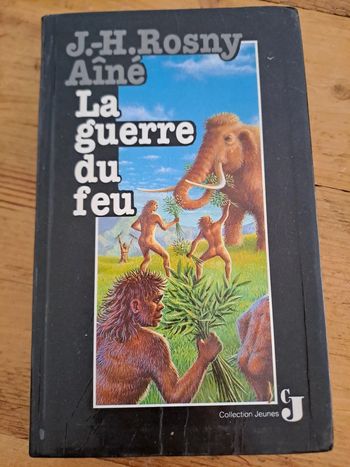 J.-H. Rosny
Aîné
La
guerre
du
feu
CJ
Collection Jeunes